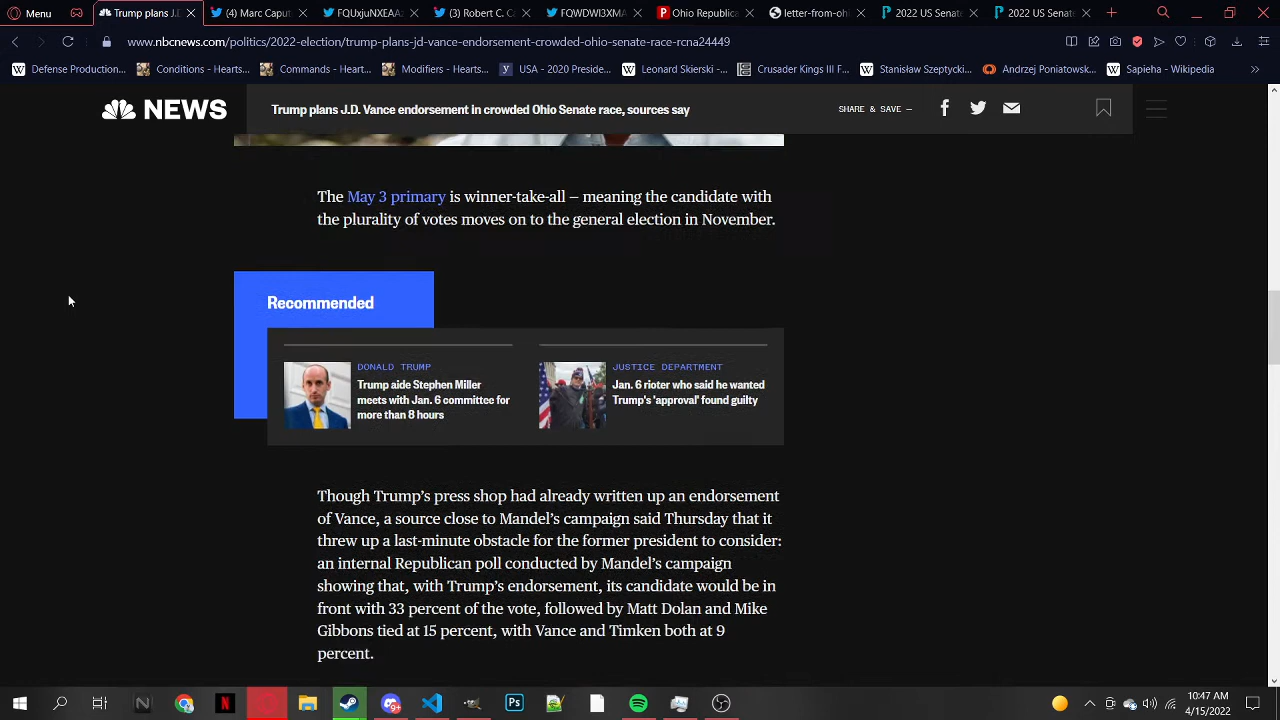 Menu
Trump plans J.D.
(4) Marc Caput
FQUxjuNXEAA
(3) Robert C. C
FQWDWI3XMA
Ohio Republica
letter-from-ohi
2022 US Senate
2022 US Senate
www.nbcnews.com/politics/2022-election/trump-plans-jd-vance-endorsement-crowded-ohio-senate-race-rcna24449
Defense Production...
Conditions - Hearts...
Commands - Heart...
Modifiers - Hearts...
USA - 2020 Preside...
Leonard Skierski -...
Crusader Kings III F...
Stanisław Szeptycki...
Andrzej Poniatowsk...
Sapieha - Wikipedia
NEWS
Trump plans J.D. Vance endorsement in crowded Ohio Senate race, sources say
SHARE & SAVE —
The May 3 primary is winner-take-all — meaning the candidate with
the plurality of votes moves on to the general election in November.
Recommended
DONALD TRUMP
Trump aide Stephen Miller
meets with Jan. 6 committee for
more than 8 hours
JUSTICE DEPARTMENT
Jan. 6 rioter who said he wanted
Trump's 'approval' found guilty
Though Trump's press shop had already written up an endorsement
of Vance, a source close to Mandel's campaign said Thursday that it
threw up a last-minute obstacle for the former president to consider:
an internal Republican poll conducted by Mandel's campaign
showing that, with Trump's endorsement, its candidate would be in
front with 33 percent of the vote, followed by Matt Dolan and Mike
Gibbons tied at 15 percent, with Vance and Timken both at 9
percent.
10:47 AM
4/15/2022